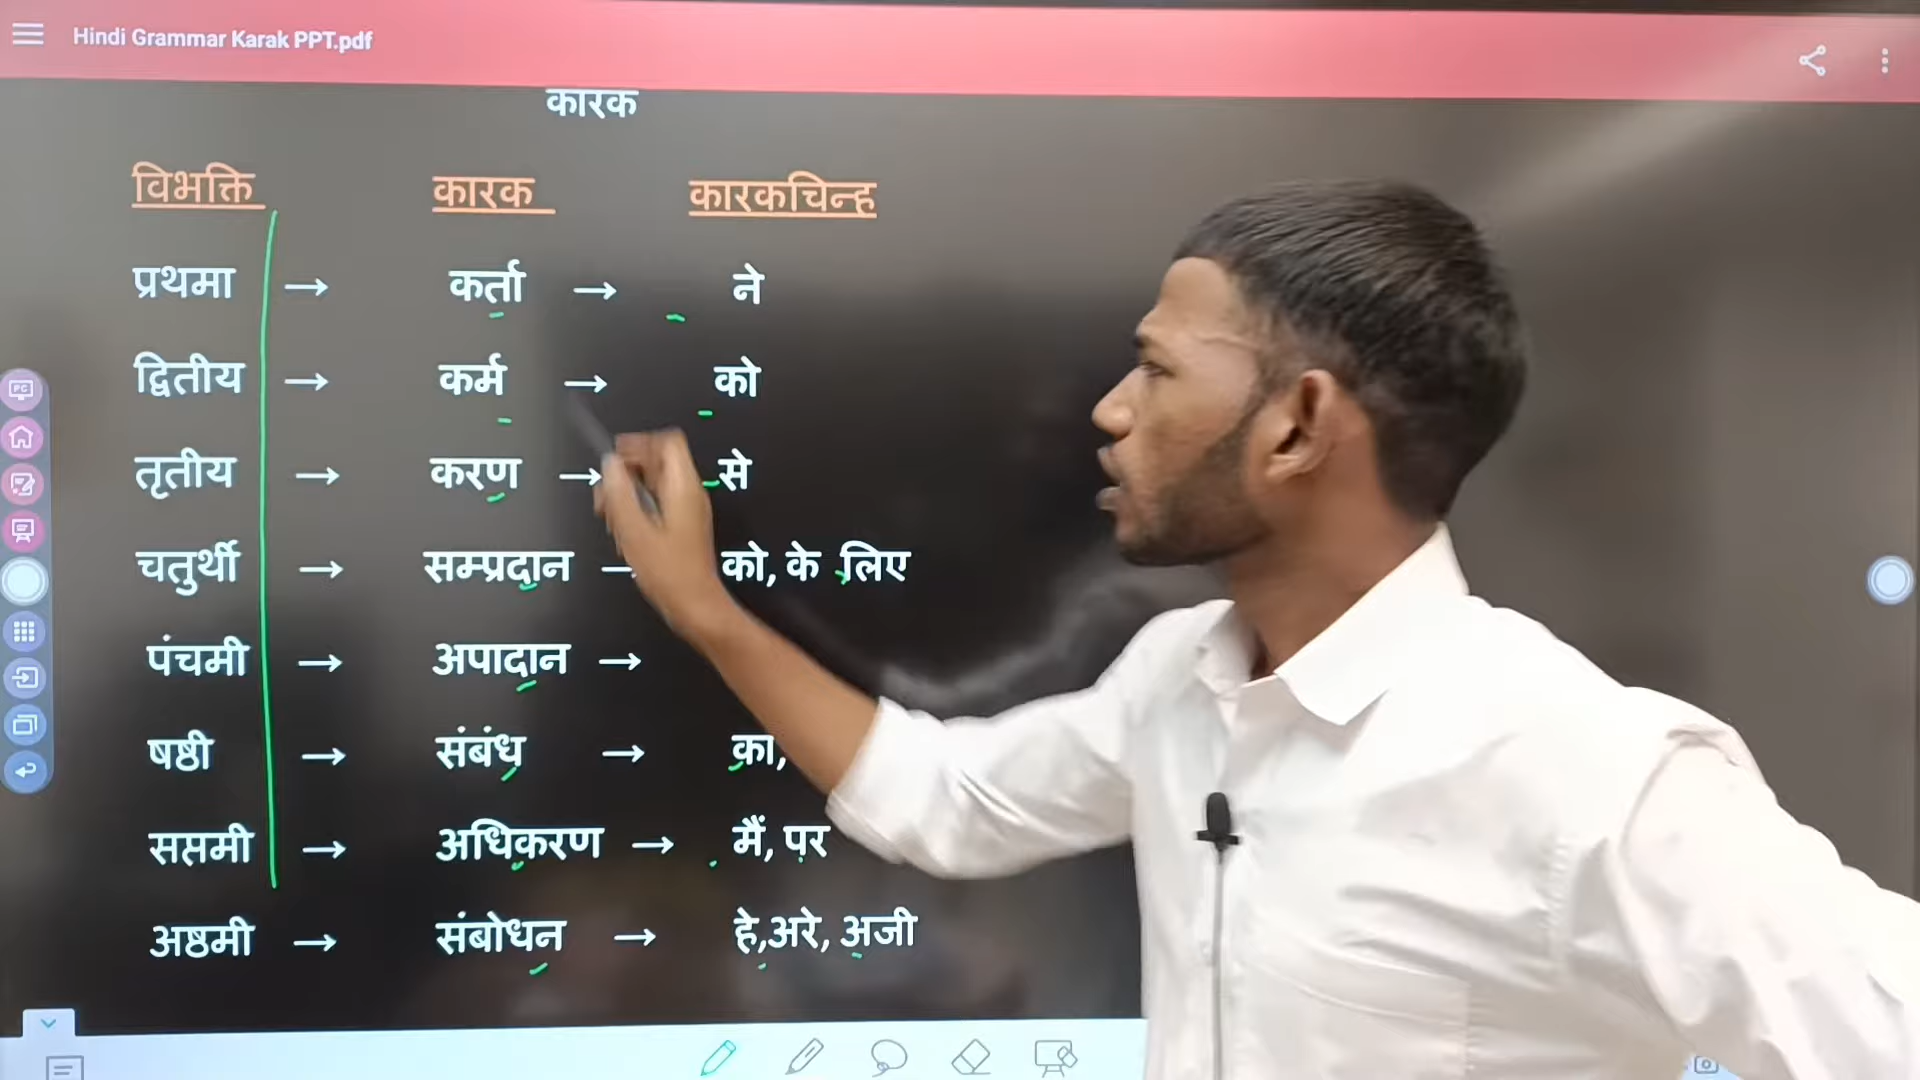 Hindi Grammar Karak PPT.pdf
कारक
विभक्ति कारक कारकचिन्ह
प्रथमा → कर्ता → ने
द्वितीय → कर्म → को
तृतीय → करण → से
चतुर्थी → सम्प्रदान → को, के लिए
पंचमी → अपादान →
षष्ठी → संबंध → का,
सप्तमी → अधिकरण → मैं, पर
अष्ठमी → संबोधन → हे,अरे, अजी